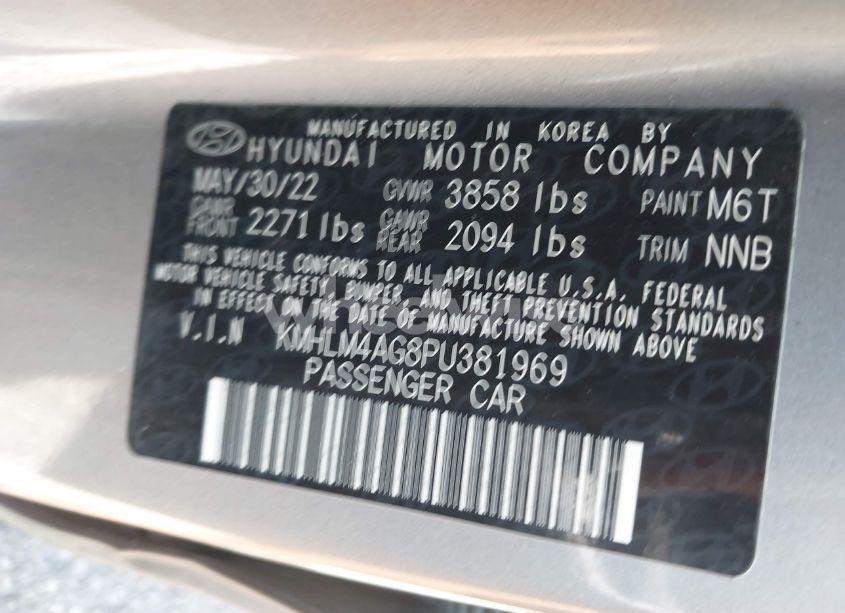 MANUFACTURED IN KOREA BY
HYUNDAI MOTOR COMPANY
MAY/30/22 GVWR 3858 lbs PAINT M6T
GAWR FRONT 2271 lbs GAWR REAR 2094 lbs TRIM NNB
THIS VEHICLE CONFORMS TO ALL APPLICABLE U.S.A. FEDERAL
MOTOR VEHICLE SAFETY, BUMPER, AND THEFT PREVENTION STANDARDS
IN EFFECT ON THE DATE OF MANUFACTURE SHOWN ABOVE
V.I.N KMHLM4AG8PU381969
PASSENGER CAR